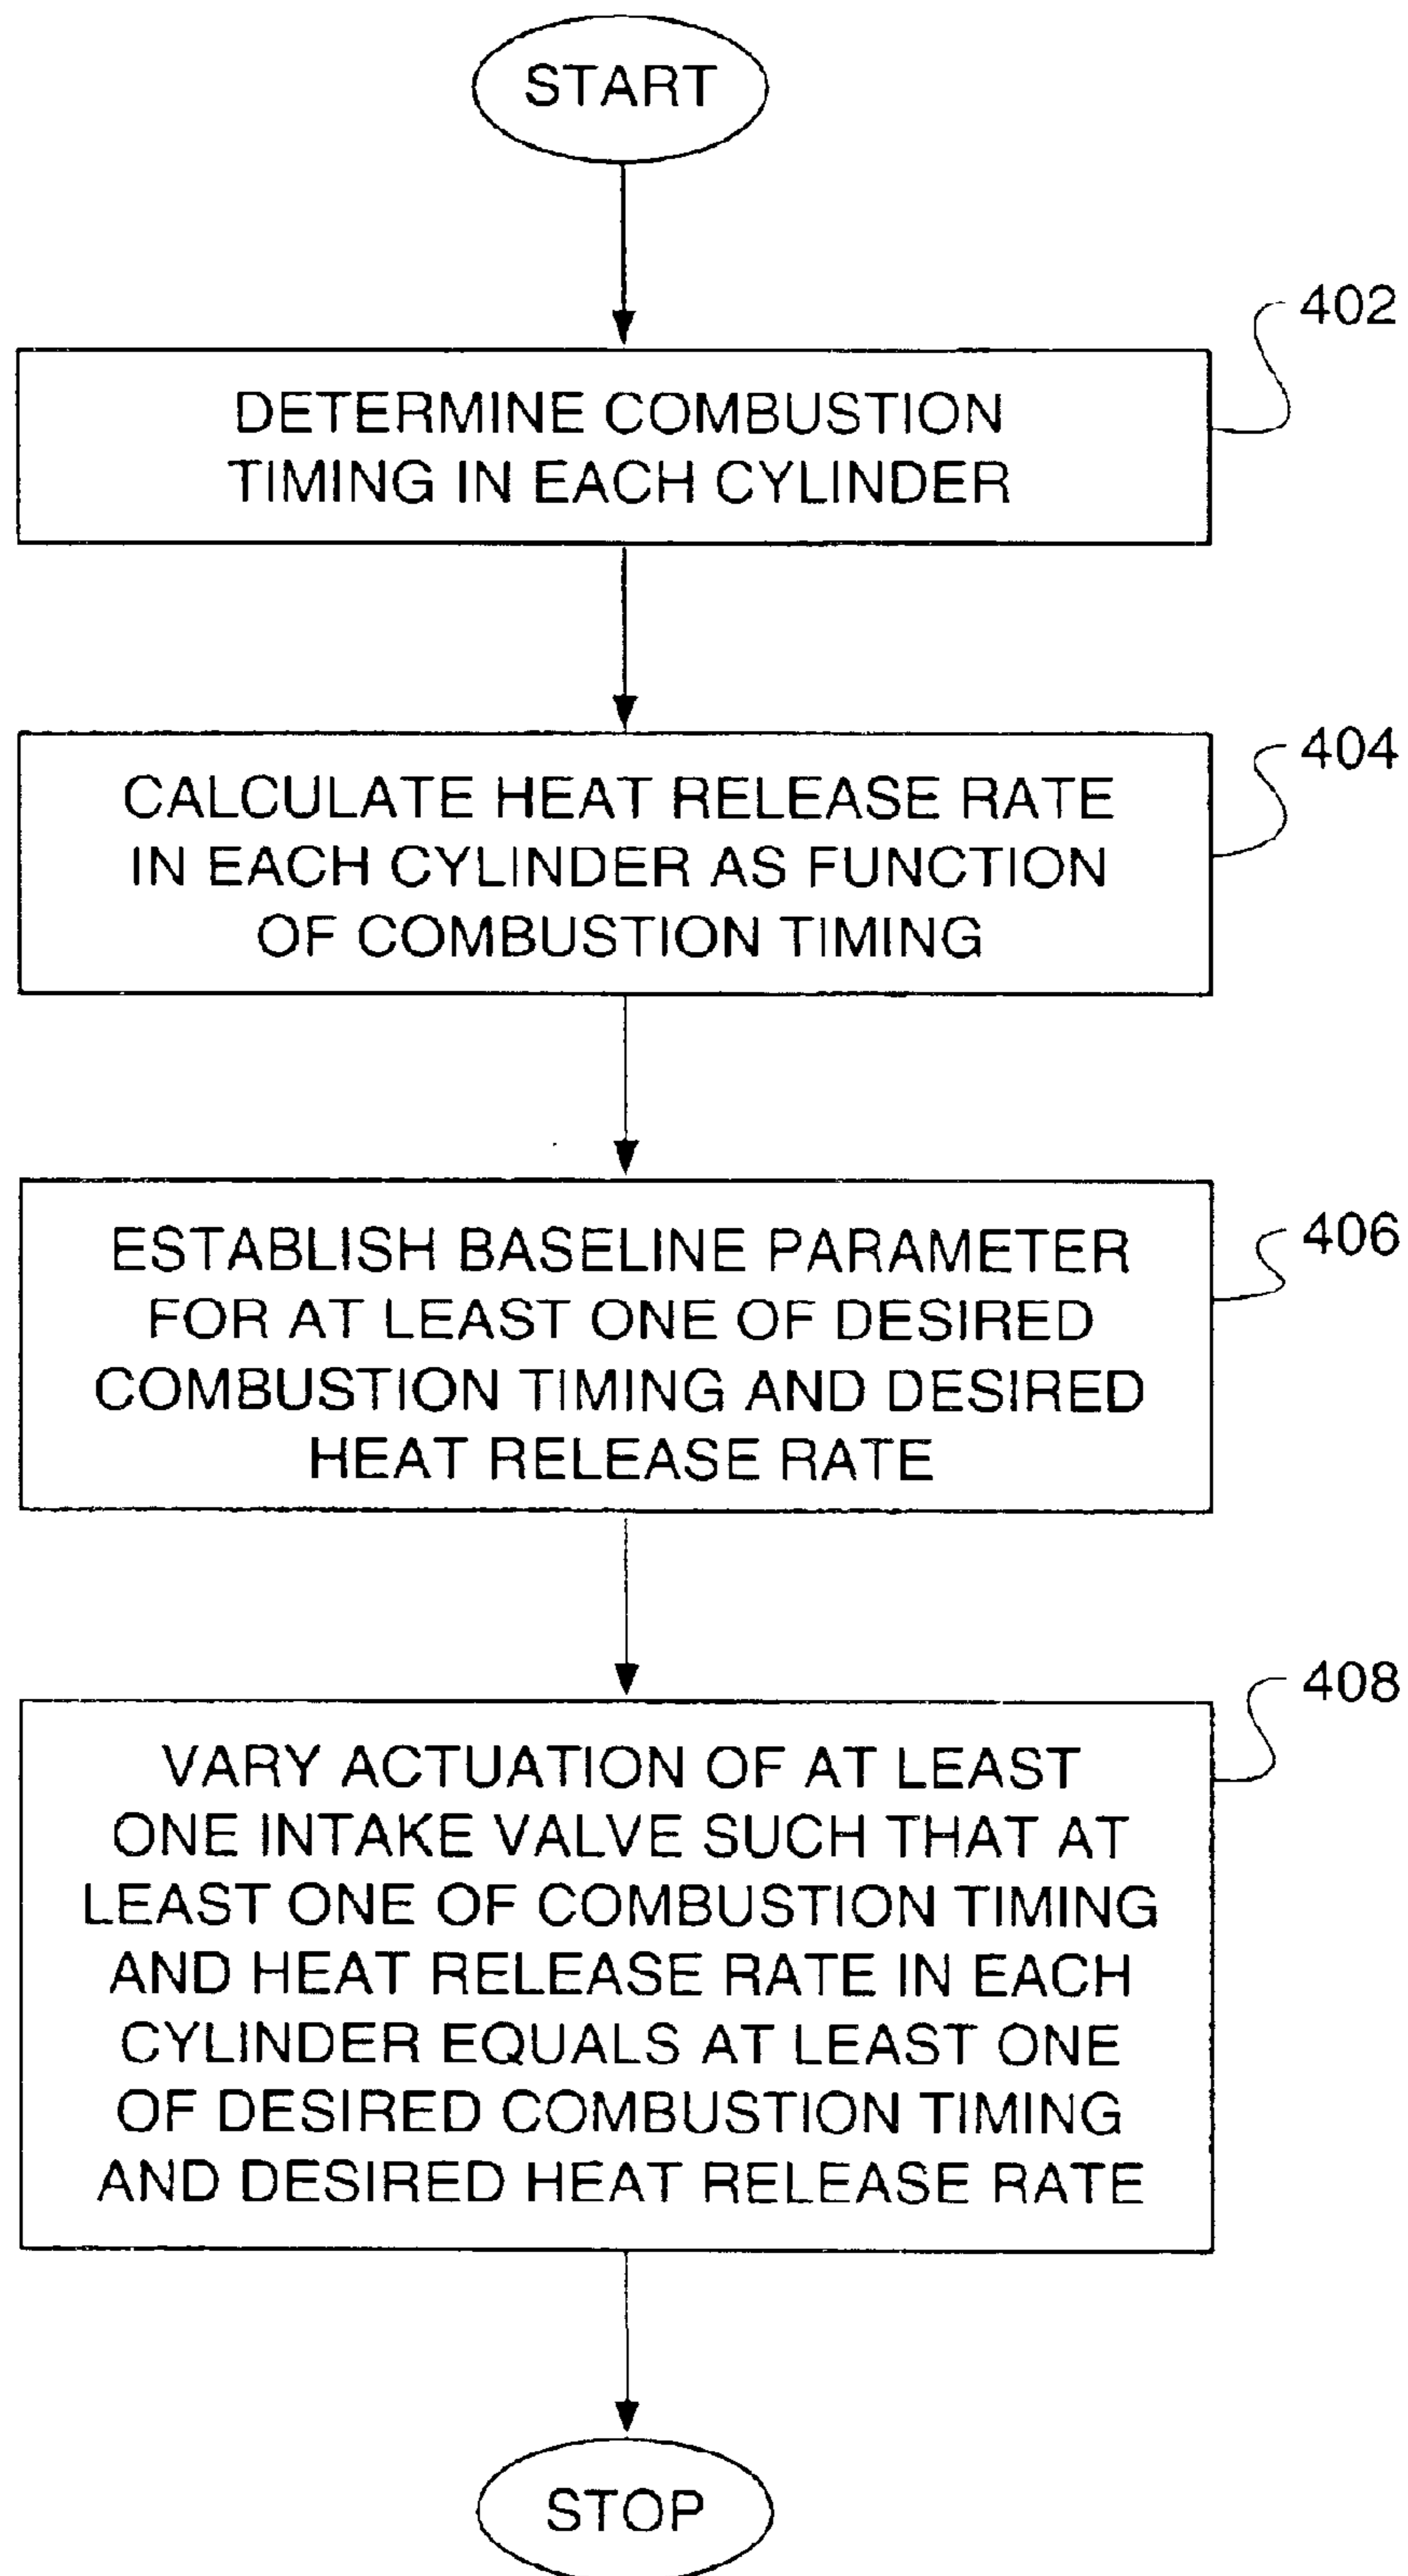 START
402
DETERMINE COMBUSTION
TIMING IN EACH CYLINDER
404
CALCULATE HEAT RELEASE RATE
IN EACH CYLINDER AS FUNCTION
OF COMBUSTION TIMING
406
ESTABLISH BASELINE PARAMETER
FOR AT LEAST ONE OF DESIRED
COMBUSTION TIMING AND DESIRED
HEAT RELEASE RATE
408
VARY ACTUATION OF AT LEAST
ONE INTAKE VALVE SUCH THAT AT
LEAST ONE OF COMBUSTION TIMING
AND HEAT RELEASE RATE IN EACH
CYLINDER EQUALS AT LEAST ONE
OF DESIRED COMBUSTION TIMING
AND DESIRED HEAT RELEASE RATE
STOP